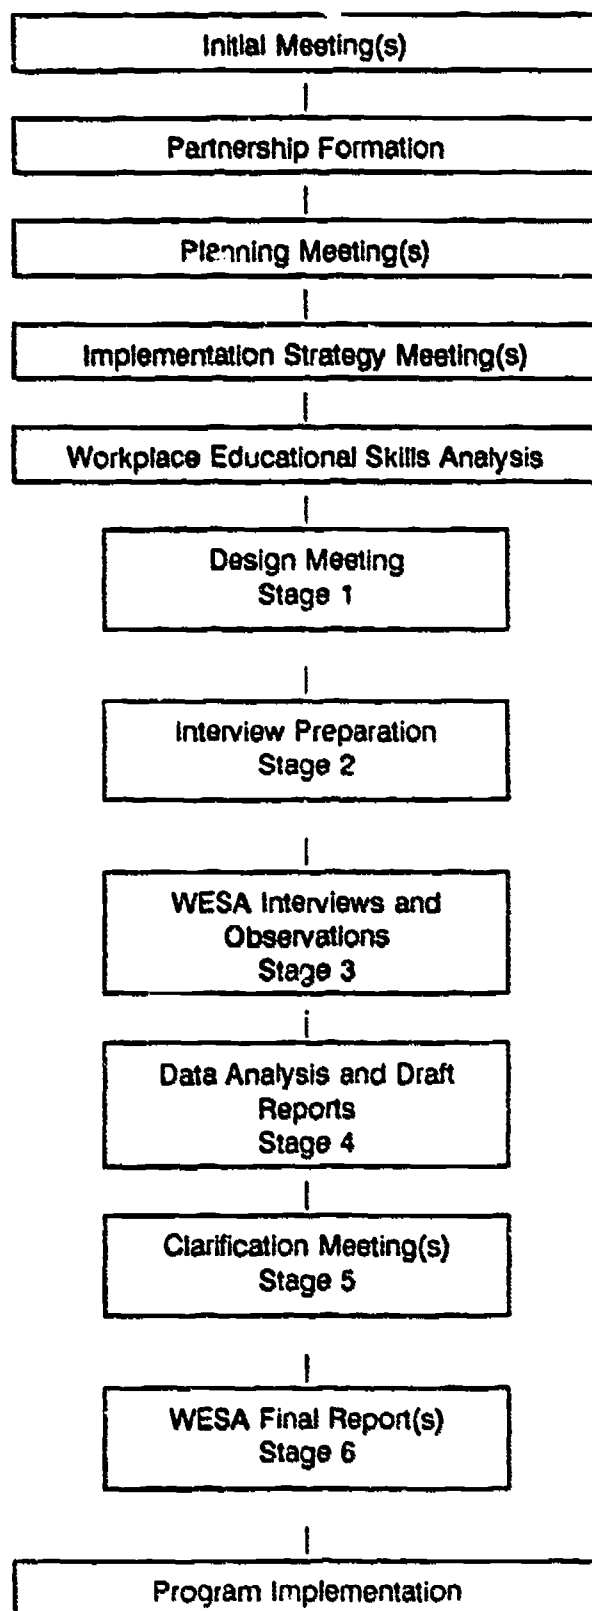 Initial Meeting(s)
Partnership Formation
Planning Meeting(s)
Implementation Strategy Meeting(s)
Workplace Educational Skills Analysis
Design Meeting
Stage 1
Interview Preparation
Stage 2
WESA Interviews and
Observations
Stage 3
Data Analysis and Draft
Reports
Stage 4
Clarification Meeting(s)
Stage 5
WESA Final Report(s)
Stage 6
Program Implementation